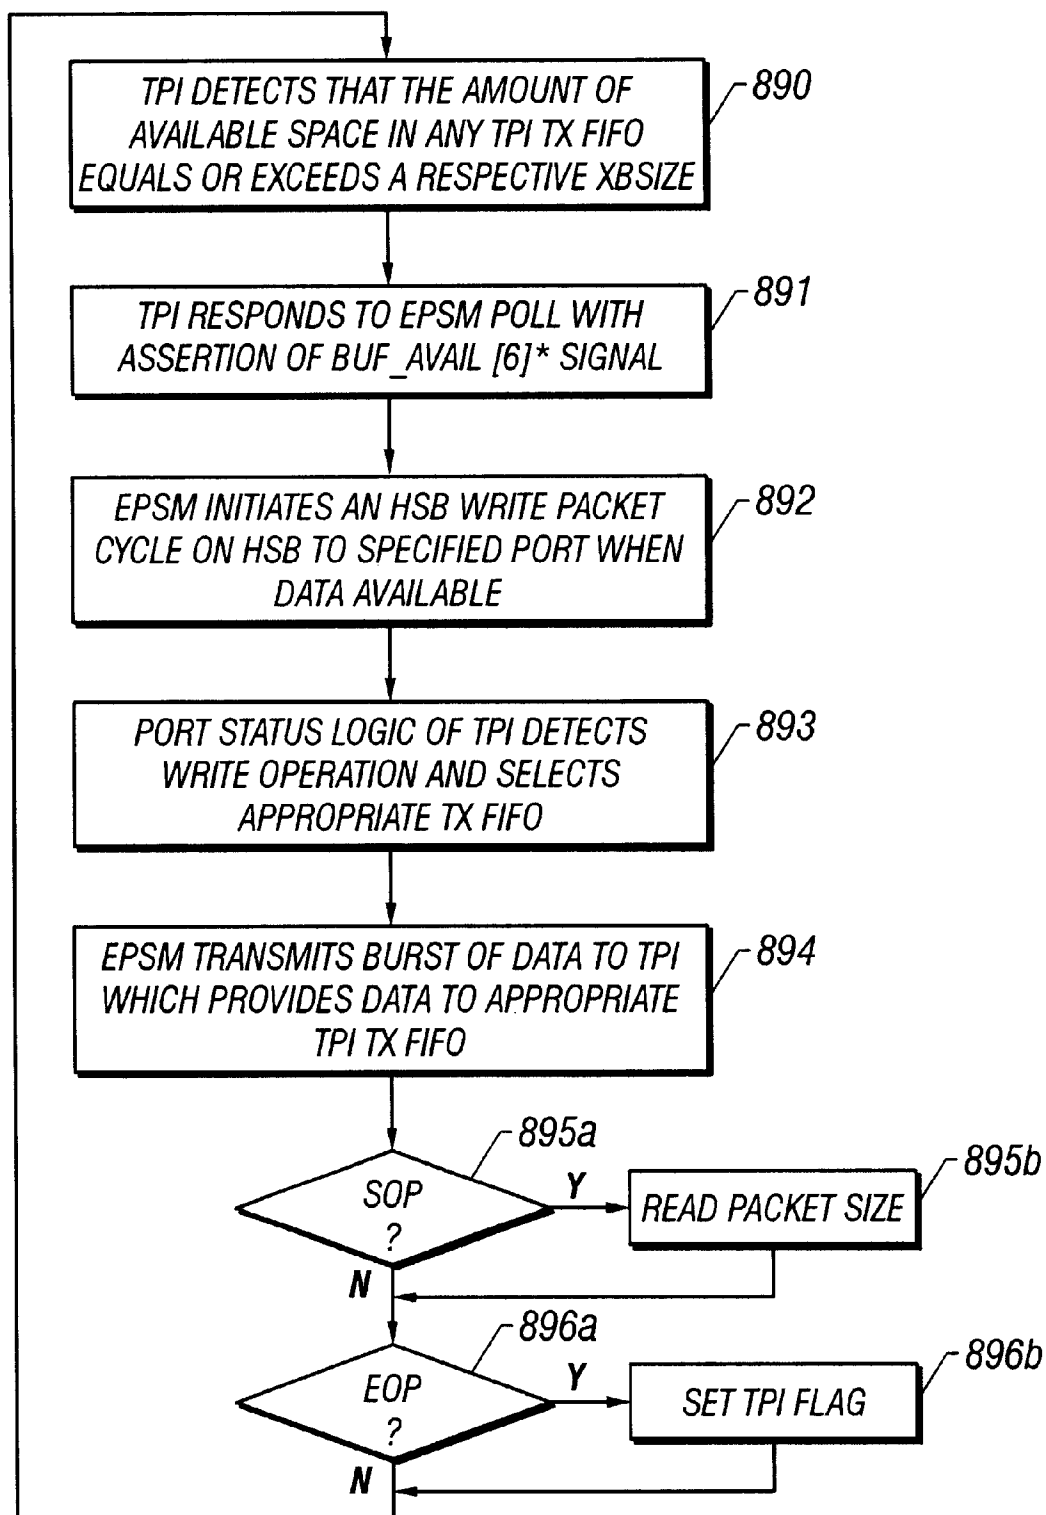 TPI DETECTS THAT THE AMOUNT OF
AVAILABLE SPACE IN ANY TPI TX FIFO
EQUALS OR EXCEEDS A RESPECTIVE XBSIZE
890
TPI RESPONDS TO EPSM POLL WITH
ASSERTION OF BUF_AVAIL [6]* SIGNAL
891
EPSM INITIATES AN HSB WRITE PACKET
CYCLE ON HSB TO SPECIFIED PORT WHEN
DATA AVAILABLE
892
PORT STATUS LOGIC OF TPI DETECTS
WRITE OPERATION AND SELECTS
APPROPRIATE TX FIFO
893
EPSM TRANSMITS BURST OF DATA TO TPI
WHICH PROVIDES DATA TO APPROPRIATE
TPI TX FIFO
894
SOP
?
895a
Y
READ PACKET SIZE
895b
N
EOP
?
896a
Y
SET TPI FLAG
896b
N